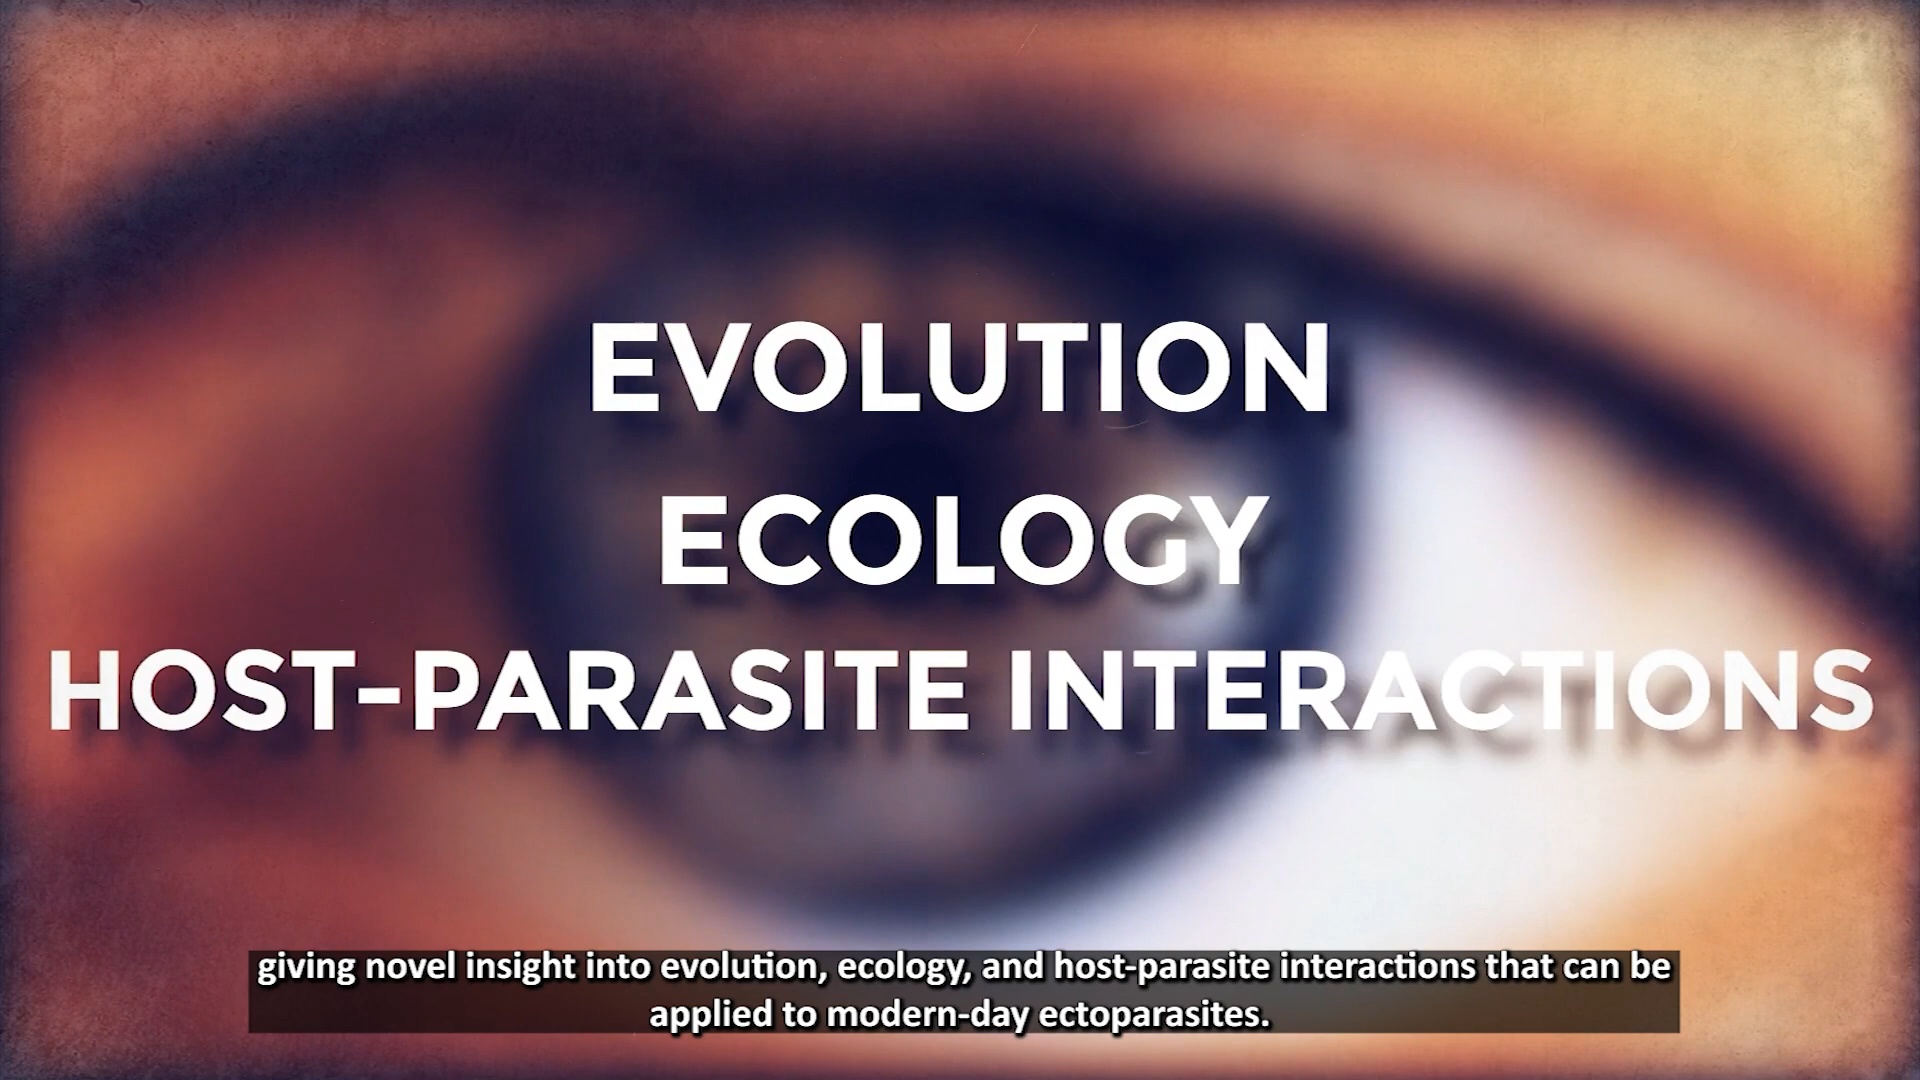 EVOLUTION
ECOLOGY
HOST-PARASITE INTERACTIONS
giving novel insight into evolution, ecology, and host-parasite interactions that can be
applied to modern-day ectoparasites.